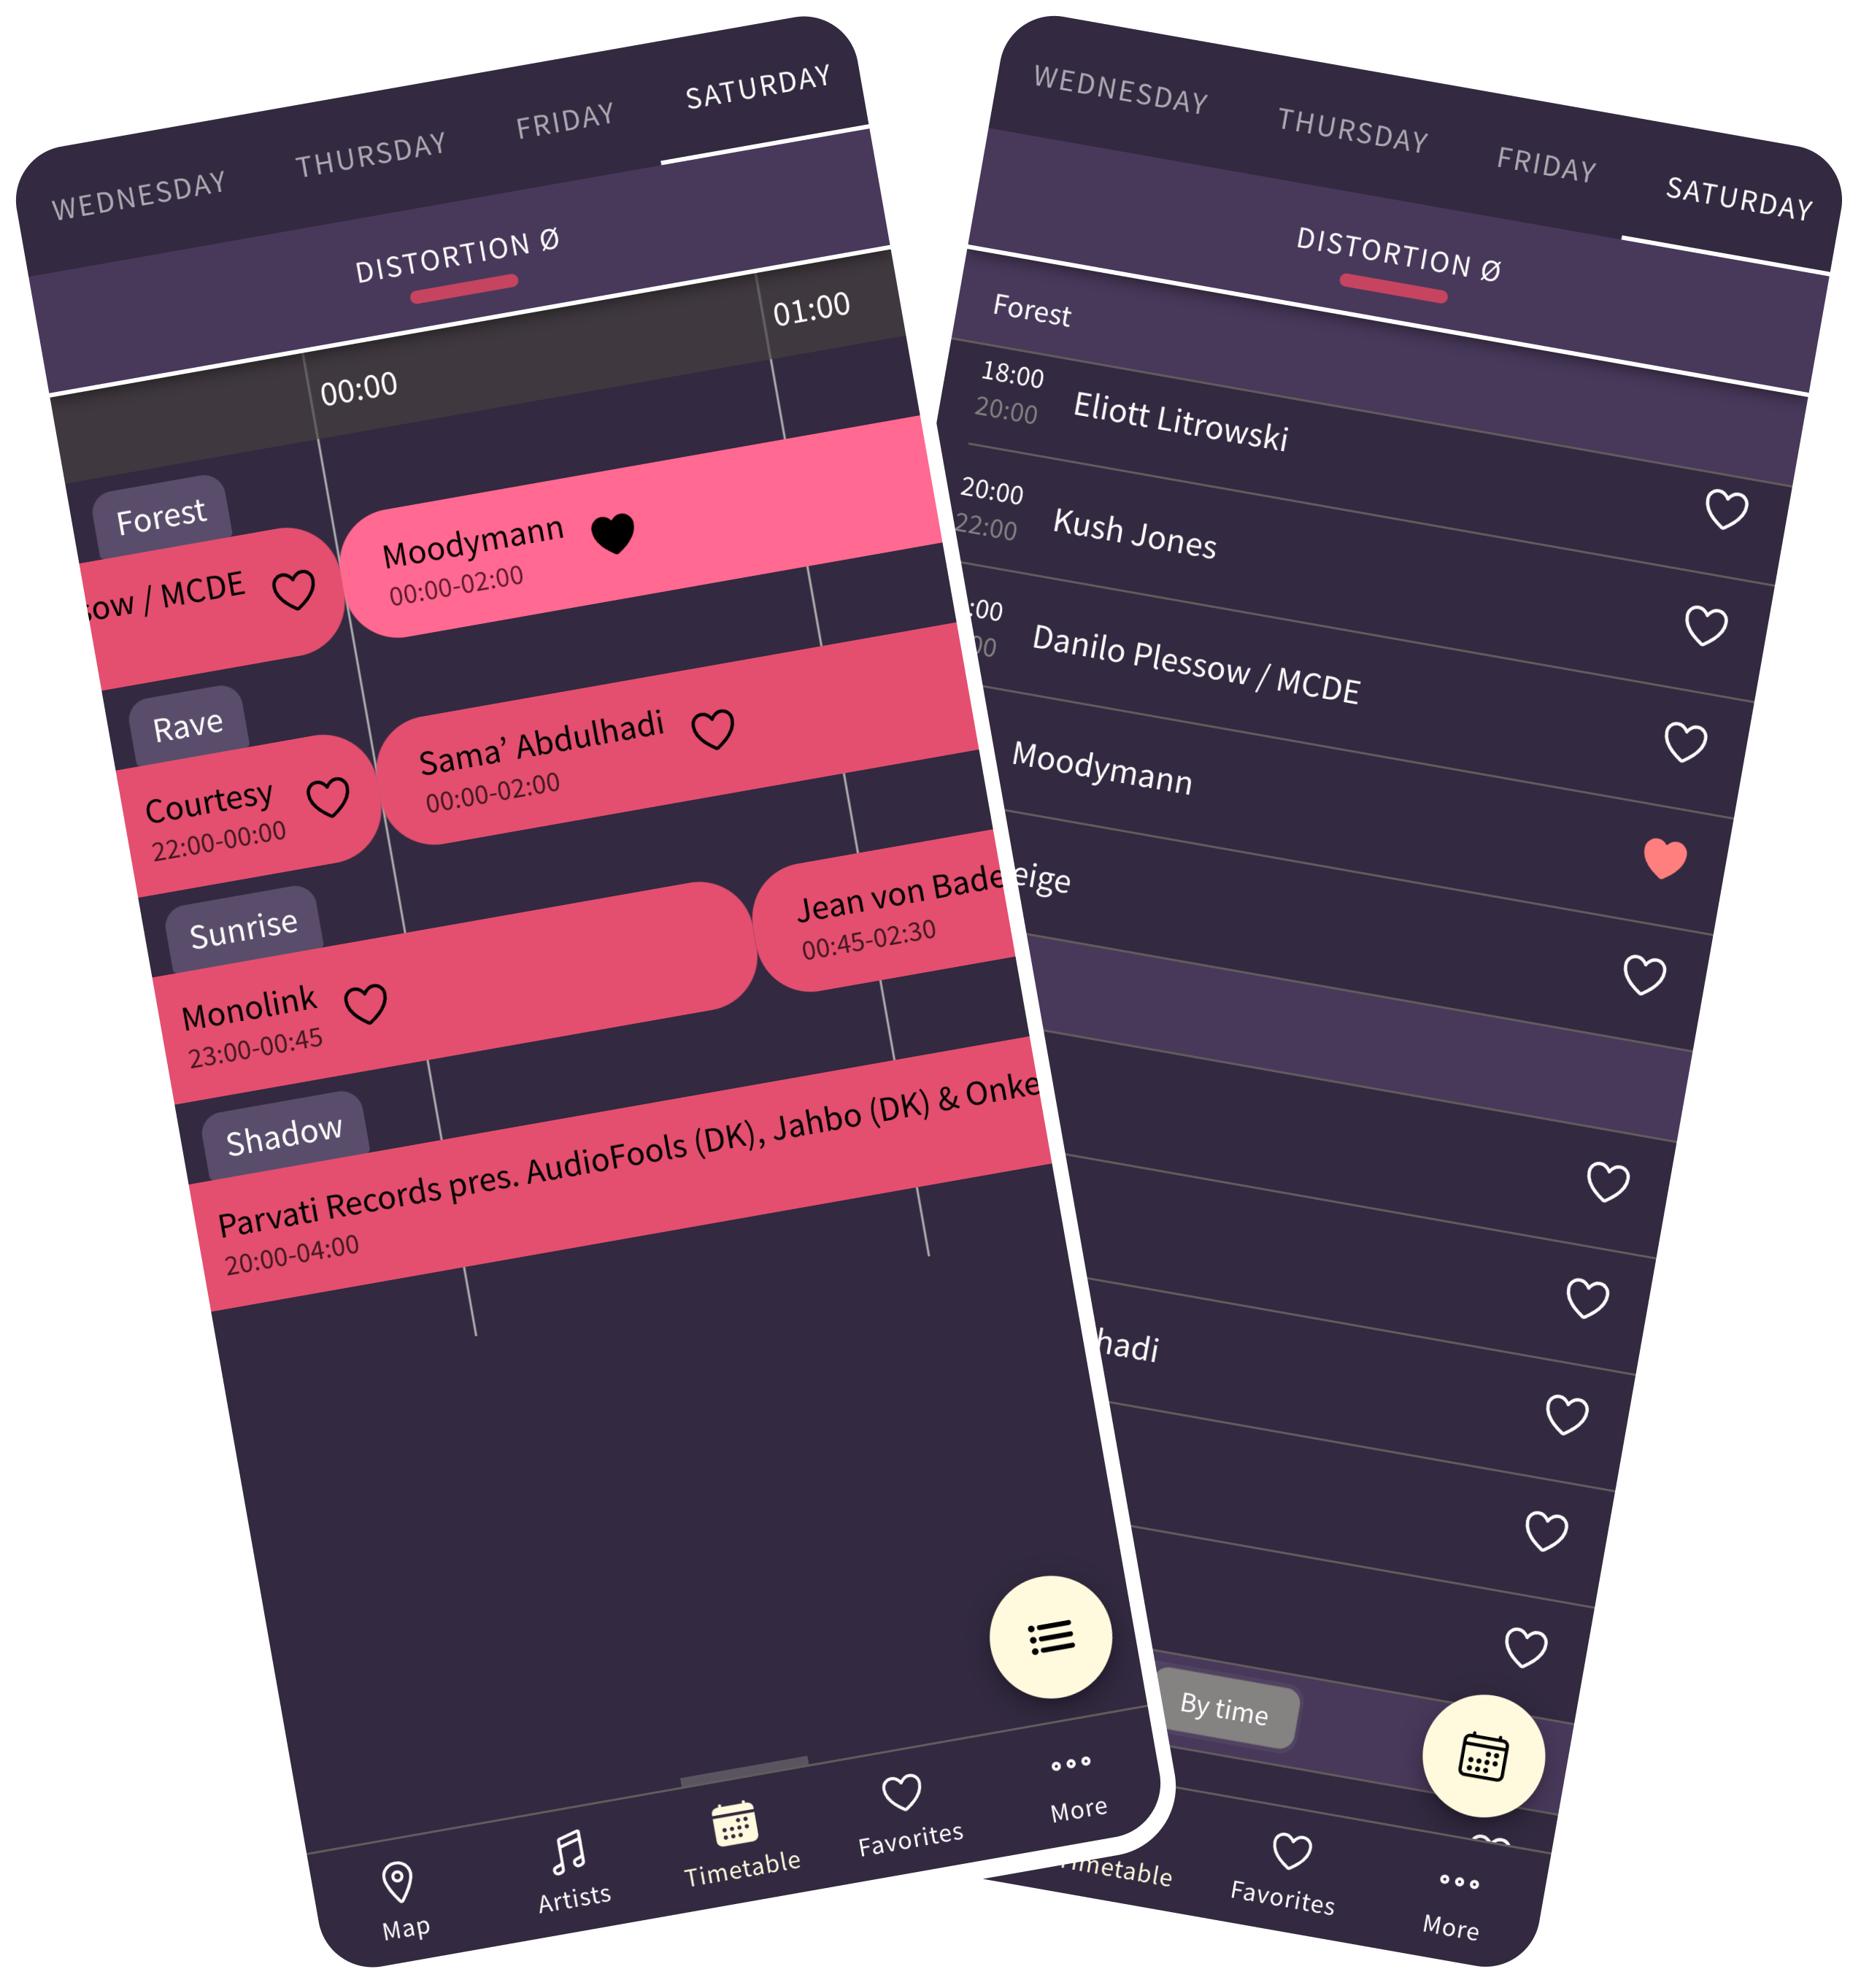 WEDNESDAY THURSDAY FRIDAY SATURDAY
DISTORTION Ø
00:00 01:00
Forest
/ MCDE
Moodymann
00:00-02:00
Rave
Courtesy
22:00-00:00
Sama’ Abdulhadi
00:00-02:00
Sunrise
Monolink
23:00-00:45
Jean von Bade
00:45-02:30
Shadow
Parvati Records pres. AudioFools (DK), Jahbo (DK) & Onke
20:00-04:00
Map Artists Timetable Favorites More
WEDNESDAY THURSDAY FRIDAY SATURDAY
DISTORTION Ø
Forest
18:00
20:00
Eliott Litrowski
20:00
22:00
Kush Jones
:00
00
Danilo Plessow / MCDE
Moodymann
eige
hadi
By time
Timetable Favorites More